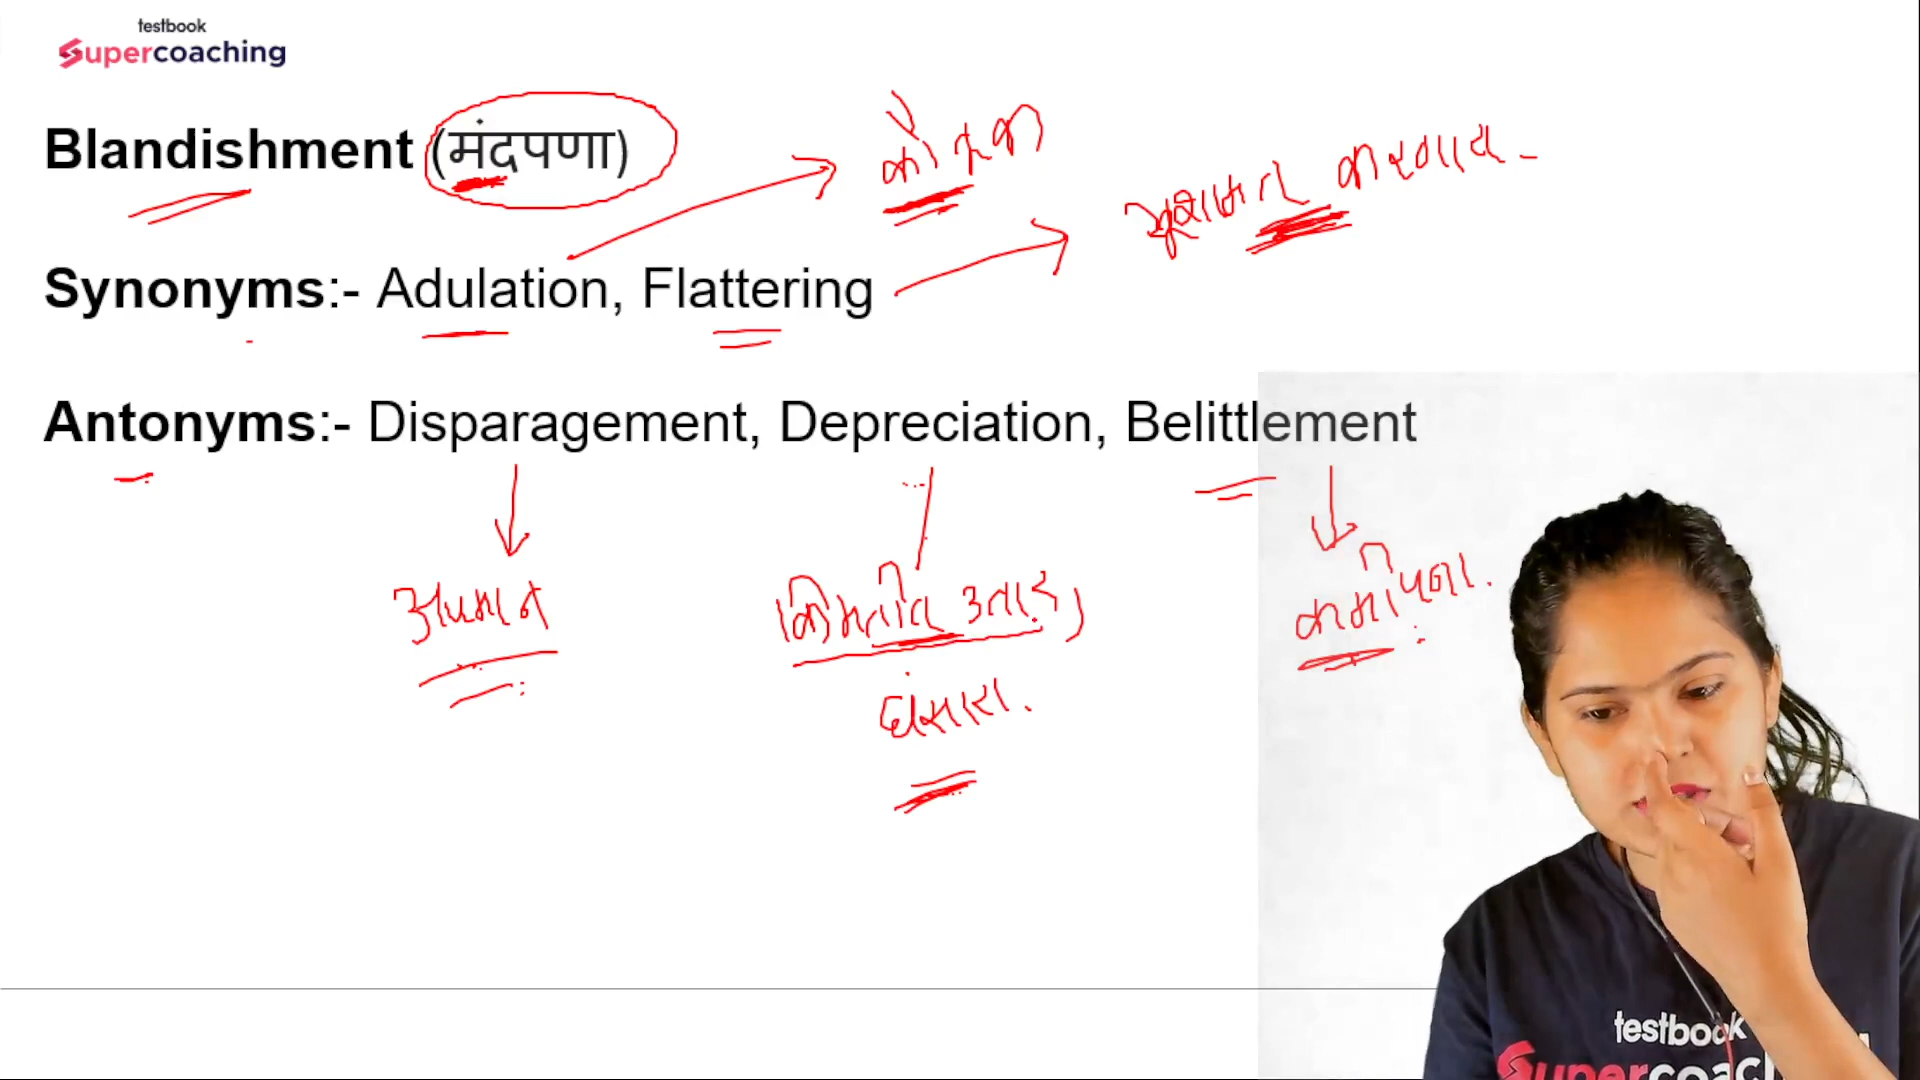 testbook
Supercoaching
Blandishment (मंदपणा)
कौतुक
खुशामत करणारा.
Synonyms:- Adulation, Flattering
Antonyms:- Disparagement, Depreciation, Belittlement
अपमान
किंमतीत उतार,
घसारा.
कमीपणा.
testbook
Supercoach